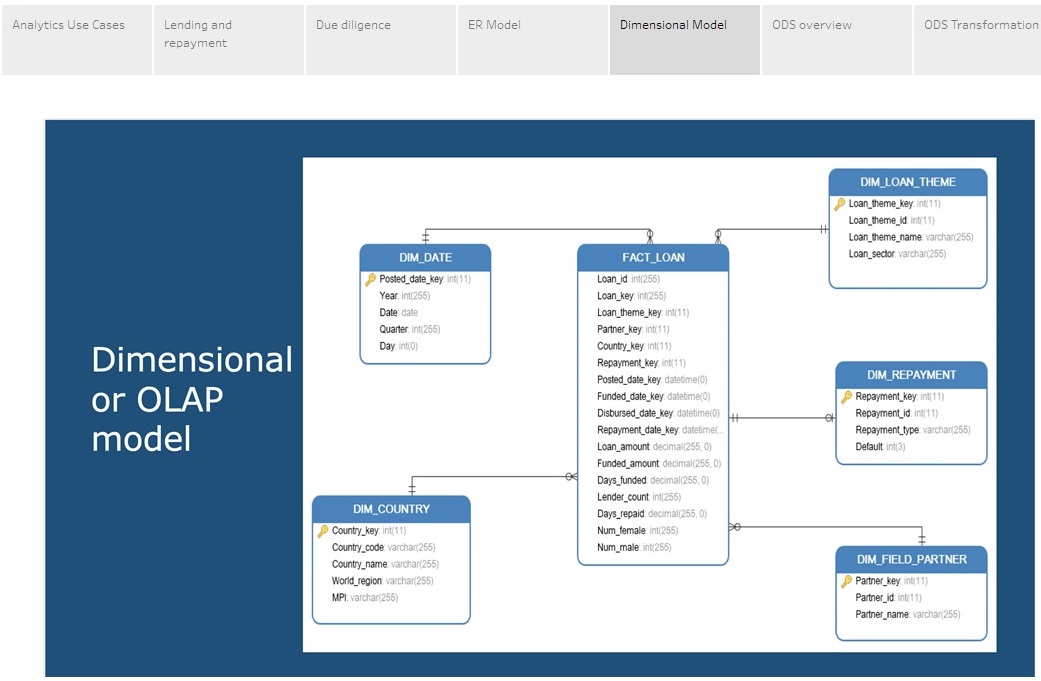 Analytics Use Cases
Lending and
repayment
Due diligence
ER Model
Dimensional Model
ODS overview
ODS Transformation
Dimensional
or OLAP
model
DIM_DATE
Posted_date_key: int(11)
Year: int(255)
Date: date
Quarter: int(255)
Day: int(0)
FACT_LOAN
Loan_id: int(255)
Loan_key: int(255)
Loan_theme_key: int(11)
Partner_key: int(11)
Country_key: int(11)
Repayment_key: int(11)
Posted_date_key: datetime(0)
Funded_date_key: datetime(0)
Disbursed_date_key: datetime(0)
Repayment_date_key: datetime(...
Loan_amount: decimal(255, 0)
Funded_amount: decimal(255, 0)
Days_funded: decimal(255, 0)
Lender_count: int(255)
Days_repaid: decimal(255, 0)
Num_female: int(255)
Num_male: int(255)
DIM_LOAN_THEME
Loan_theme_key: int(11)
Loan_theme_id: int(11)
Loan_theme_name: varchar(255)
Loan_sector: varchar(255)
DIM_REPAYMENT
Repayment_key: int(11)
Repayment_id: int(11)
Repayment_type: varchar(255)
Default: int(3)
DIM_COUNTRY
Country_key: int(11)
Country_code: varchar(255)
Country_name: varchar(255)
World_region: varchar(255)
MPI: varchar(255)
DIM_FIELD_PARTNER
Partner_key: int(11)
Partner_id: int(11)
Partner_name: varchar(255)